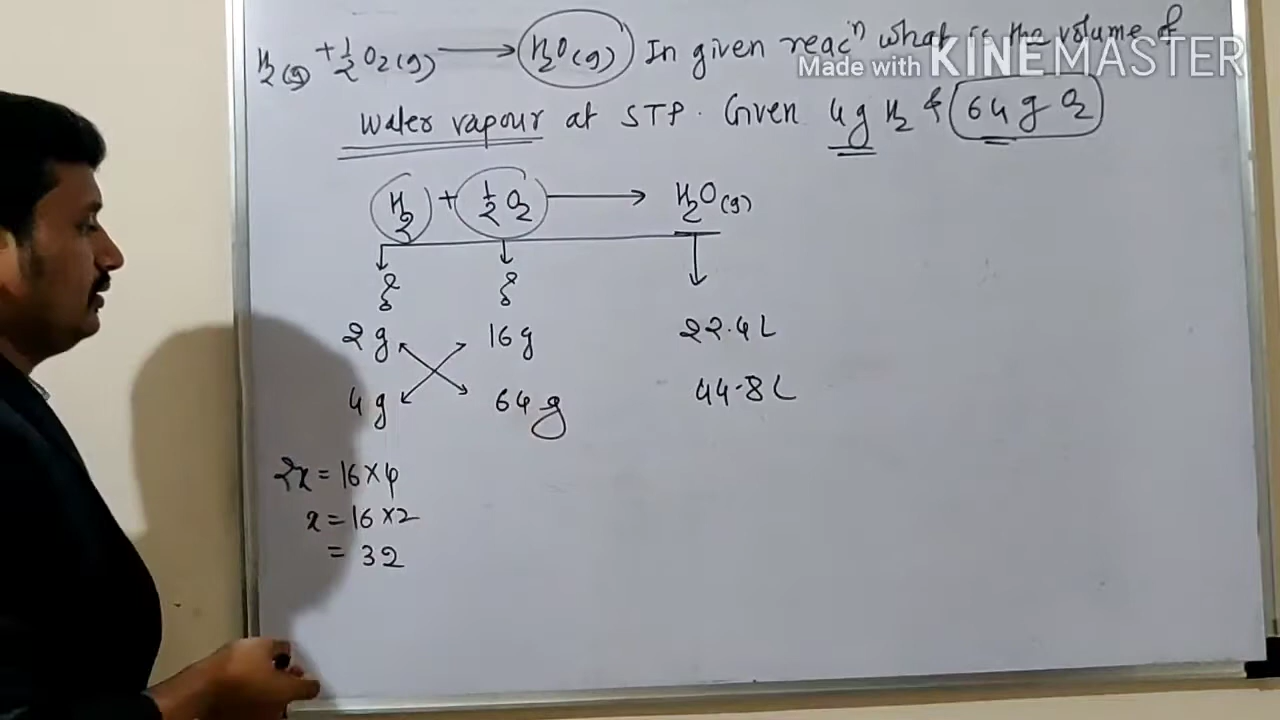 H2(g) + 1/2 O2(g) → H2O(g) In given reacn what is the volume of
Made with KINEMASTER
water vapour at STP. Given 4g H2 & 64g O2
H2 + 1/2 O2 → H2O(g)
2g 16g 22.4L
4g 64g 44.8L
2x = 16×4
x = 16×2
= 32